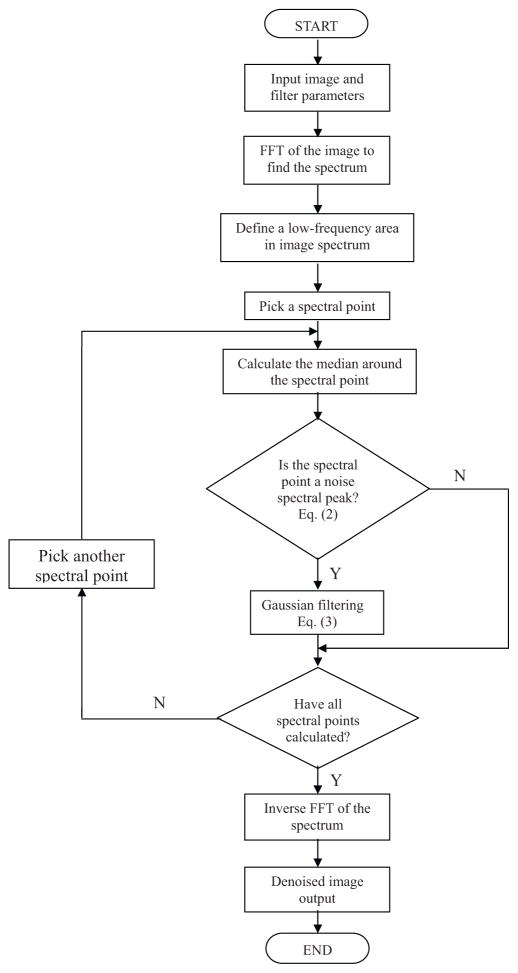 START
Input image and
filter parameters
FFT of the image to
find the spectrum
Define a low-frequency area
in image spectrum
Pick a spectral point
Calculate the median around
the spectral point
Is the spectral
point a noise
spectral peak?
Eq. (2)
N
Y
Pick another
spectral point
Gaussian filtering
Eq. (3)
N
Have all
spectral points
calculated?
Y
Inverse FFT of the
spectrum
Denoised image
output
END